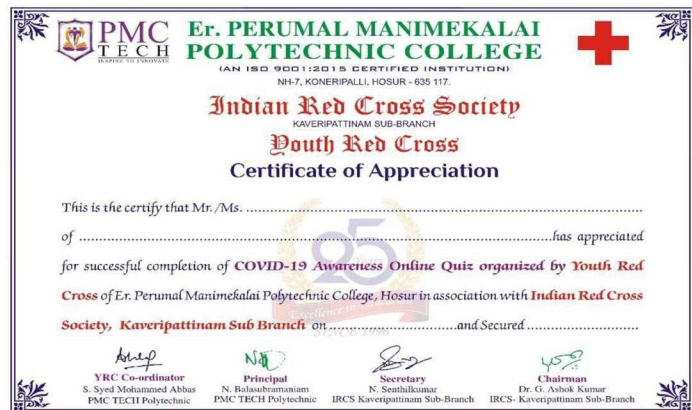 PMC
TECH
INSPIRE TO INNOVATE
Er. PERUMAL MANIMEKALAI
POLYTECHNIC COLLEGE
(AN ISO 9001:2015 CERTIFIED INSTITUTION)
NH-7, KONERIPALLI, HOSUR - 635 117.
Indian Red Cross Society
KAVERIPATTINAM SUB-BRANCH
Youth Red Cross
Certificate of Appreciation
This is the certify that Mr./Ms. ..........................................................................
of ..........................................................................has appreciated
for successful completion of COVID-19 Awareness Online Quiz organized by Youth Red
Cross of Er. Perumal Manimekalai Polytechnic College, Hosur in association with Indian Red Cross
Society, Kaveripattinam Sub Branch on ..............................and Secured ..........................
25
YEARS
Excellence in
SINCE 1996
YRC Co-ordinator
S. Syed Mohammed Abbas
PMC TECH Polytechnic
Principal
N. Balasubramaniam
PMC TECH Polytechnic
Secretary
N. Senthilkumar
IRCS Kaveripattinam Sub-Branch
Chairman
Dr. G. Ashok Kumar
IRCS- Kaveripattinam Sub-Branch